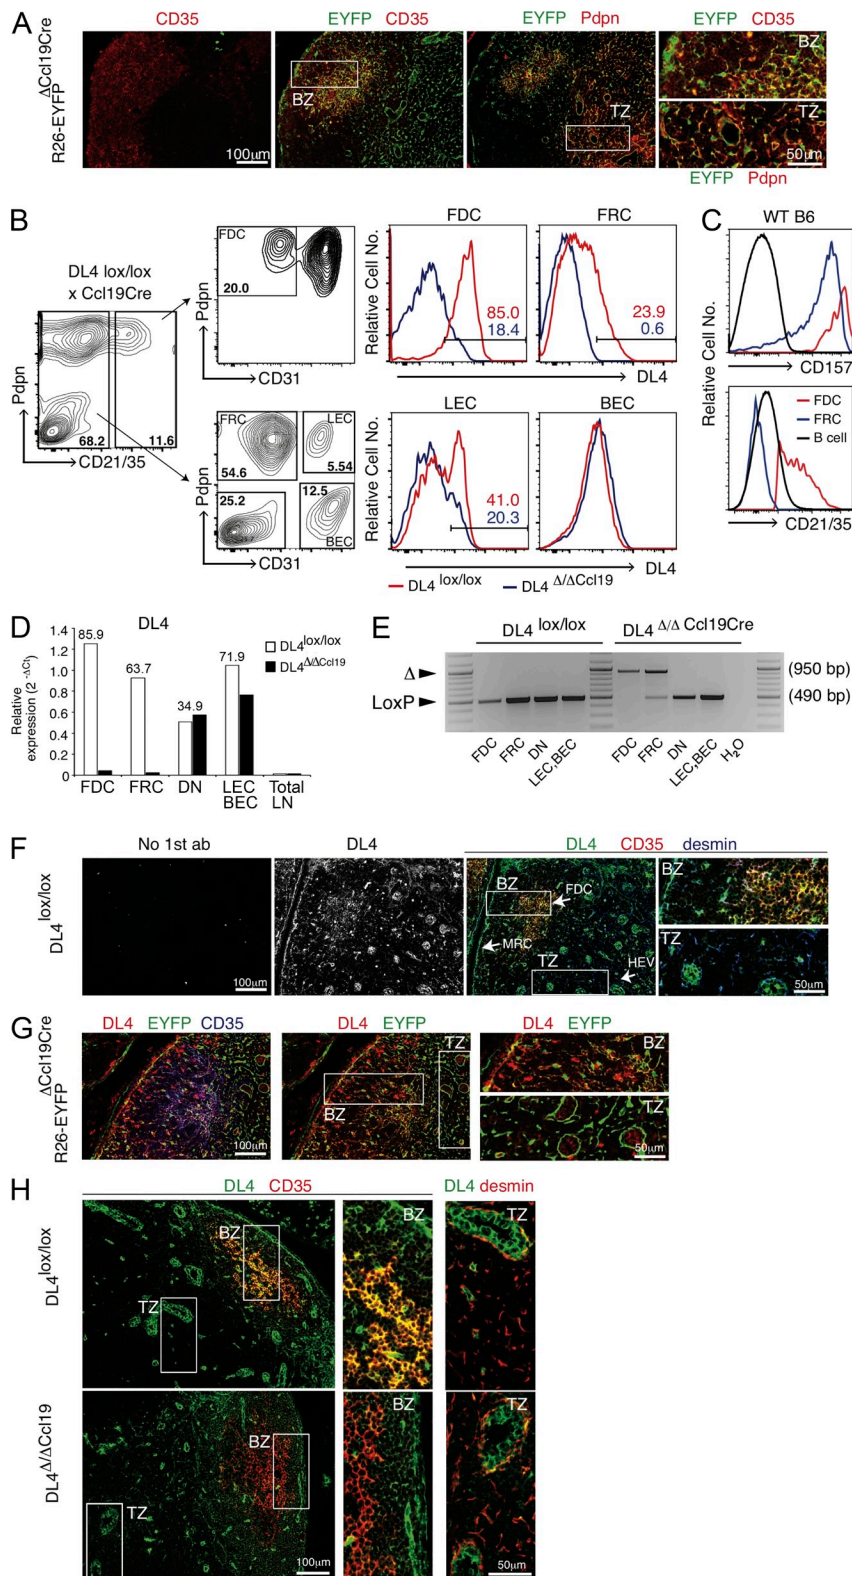 A
CD35
EYFP CD35
EYFP Pdpn
EYFP CD35
ΔCcl19Cre
R26-EYFP
BZ
TZ
BZ
TZ
100μm
50μm
EYFP Pdpn
B
DL4 lox/lox
x Ccl19Cre
Pdpn
CD21/35
68.2
11.6
FDC
20.0
Pdpn
CD31
FRC
LEC
54.6
5.54
25.2
12.5
BEC
Pdpn
CD31
FDC
FRC
Relative Cell No.
85.0
18.4
23.9
0.6
DL4
LEC
BEC
Relative Cell No.
41.0
20.3
DL4
DL4 lox/lox
DL4 Δ/ΔCcl19
C
WT B6
Relative Cell No.
CD157
FDC
FRC
B cell
CD21/35
D
DL4
DL4lox/lox
DL4Δ/ΔCcl19
Relative
expression (2 -ΔCt)
1.4
1.2
1.0
0.8
0.6
0.4
0.2
0
85.9
63.7
34.9
71.9
FDC
FRC
DN
LEC
BEC
Total
LN
E
DL4 lox/lox
DL4 Δ/Δ Ccl19Cre
Δ
LoxP
(950 bp)
(490 bp)
FDC
FRC
DN
LEC,BEC
FDC
FRC
DN
LEC,BEC
H2O
F
No 1st ab
DL4
DL4 CD35 desmin
DL4lox/lox
BZ
FDC
MRC
TZ
HEV
BZ
TZ
100μm
50μm
G
DL4 EYFP CD35
DL4 EYFP
DL4 EYFP
ΔCcl19Cre
R26-EYFP
TZ
BZ
BZ
TZ
100μm
50μm
H
DL4 CD35
DL4 desmin
DL4lox/lox
BZ
TZ
BZ
TZ
DL4Δ/ΔCcl19
BZ
TZ
BZ
TZ
100μm
50μm